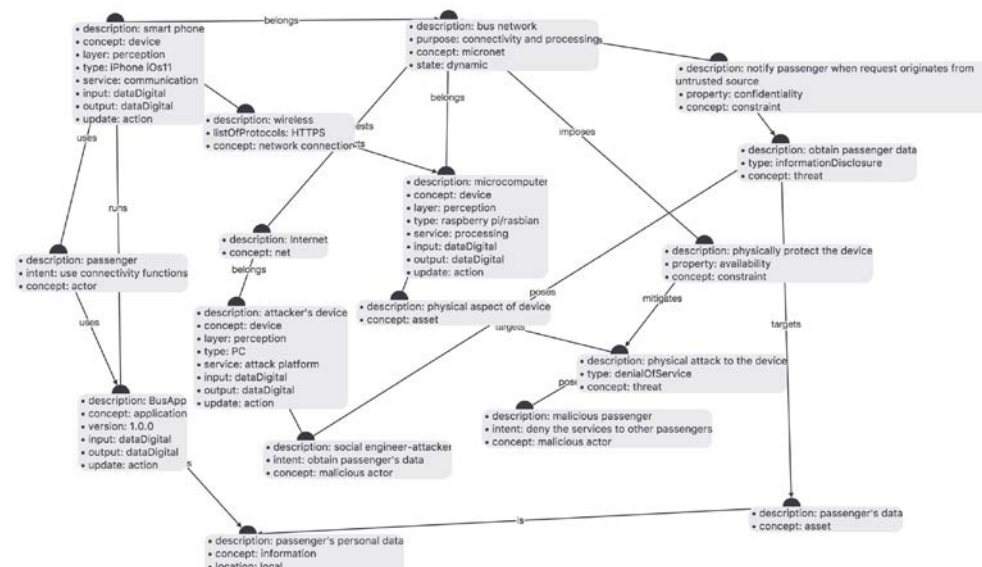 belongs
• description: smart phone
• concept: device
• layer: perception
• type: iPhone iOs11
• service: communication
• input: dataDigital
• output: dataDigital
• update: action
• description: bus network
• purpose: connectivity and processing
• concept: micronet
• state: dynamic
• description: notify passenger when request originates from
untrusted source
• property: confidentiality
• concept: constraint
belongs
• description: wireless
• listOfProtocols: HTTPS
• concept: network connection
uses
imposes
• description: obtain passenger data
• type: informationDisclosure
• concept: threat
• description: microcomputer
• concept: device
• layer: perception
• type: raspberry pi/rasbian
• service: processing
• input: dataDigital
• output: dataDigital
• update: action
runs
• description: Internet
• concept: net
• description: physically protect the device
• property: availability
• concept: constraint
• description: passenger
• intent: use connectivity functions
• concept: actor
belongs
poses
mitigates
• description: physical aspect of device
• concept: asset
• description: attacker's device
• concept: device
• layer: perception
• type: PC
• service: attack platform
• input: dataDigital
• output: dataDigital
• update: action
uses
targets
targets
• description: physical attack to the device
• type: denialOfService
• concept: threat
• description: BusApp
• concept: application
• version: 1.0.0
• input: dataDigital
• output: dataDigital
• update: action
• description: malicious passenger
• intent: deny the services to other passengers
• concept: malicious actor
• description: social engineer-attacker
• intent: obtain passenger's data
• concept: malicious actor
is
• description: passenger's data
• concept: asset
• description: passenger's personal data
• concept: information
• location: local